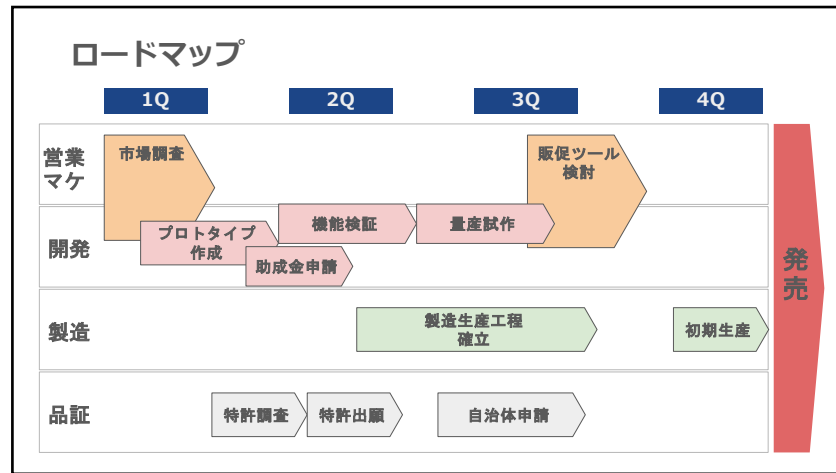 ロードマップ
1Q
2Q
3Q
4Q
営業
マケ
市場調査
販促ツール
検討
開発
プロトタイプ
作成
機能検証
量産試作
助成金申請
製造
製造生産工程
確立
初期生産
品証
特許調査
特許出願
自治体申請
発
売